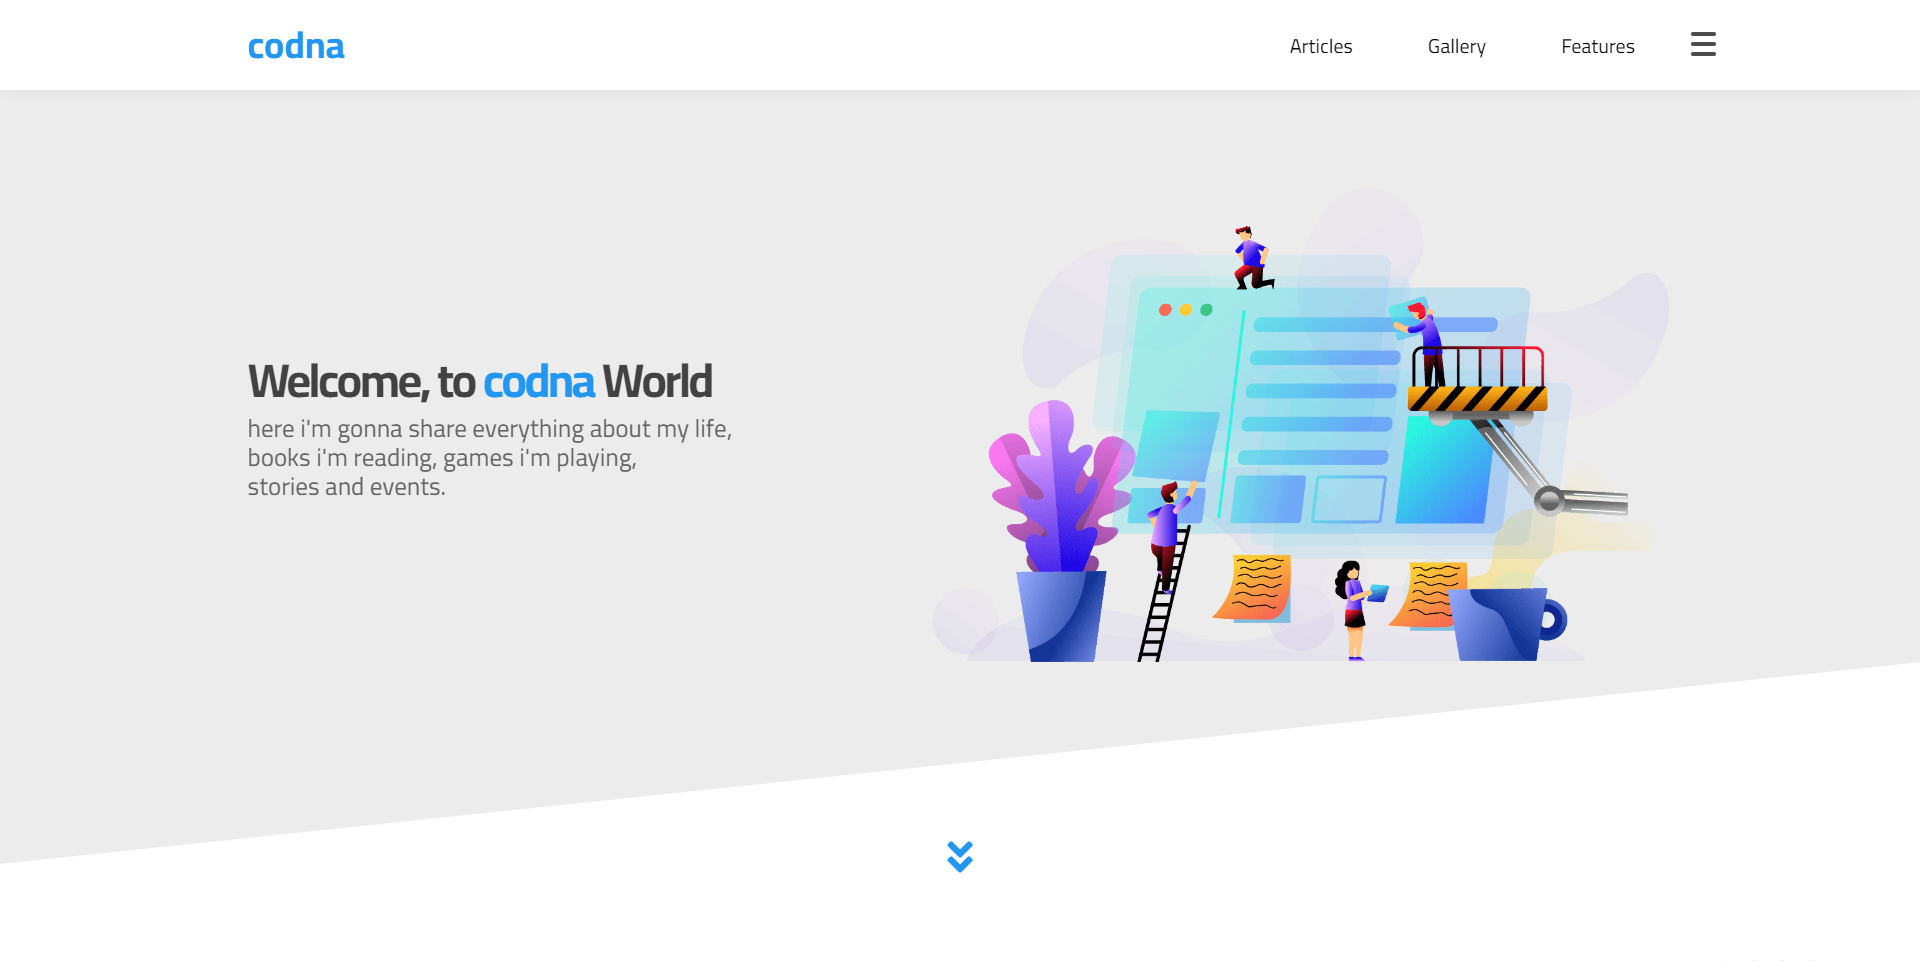 codna
Articles
Gallery
Features
Welcome, to codna World
here i'm gonna share everything about my life,
books i'm reading, games i'm playing,
stories and events.